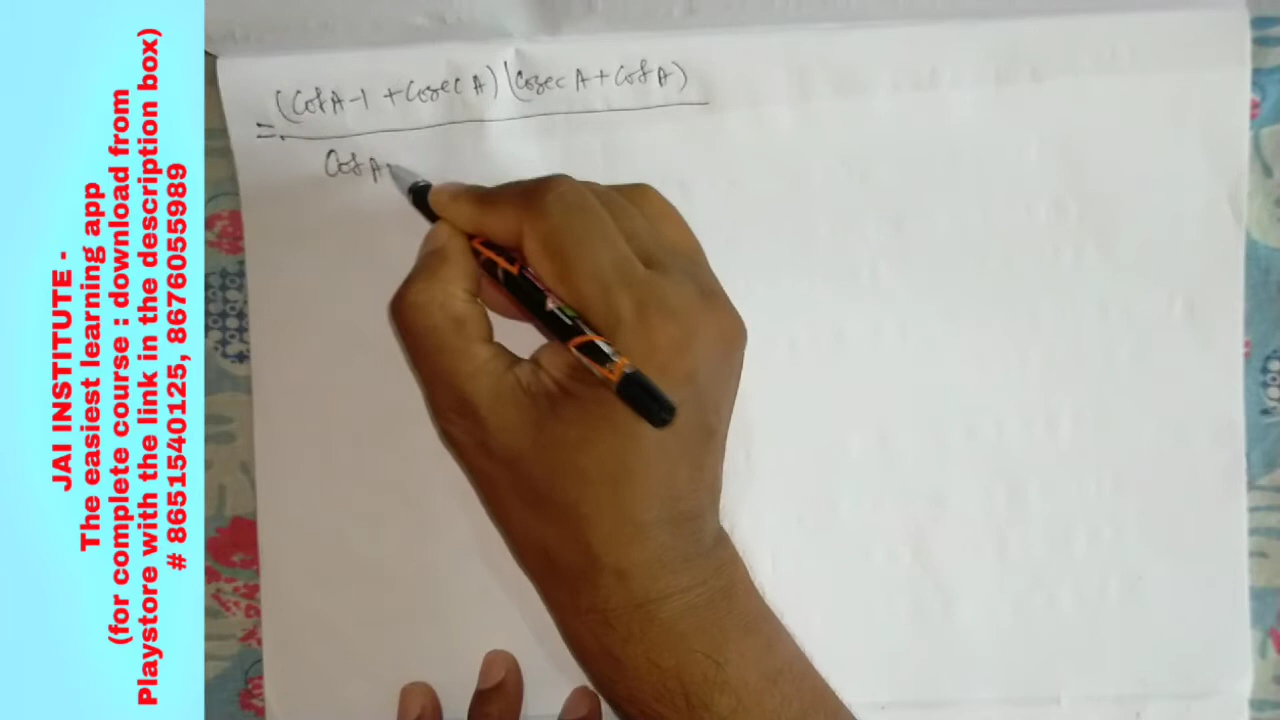 JAI INSTITUTE -
The easiest learning app
(for complete course : download from
Playstore with the link in the description box)
# 8651540125, 8676055989
(Cot A - 1 + Cosec A) (Cosec A + Cot A)
=
Cot A